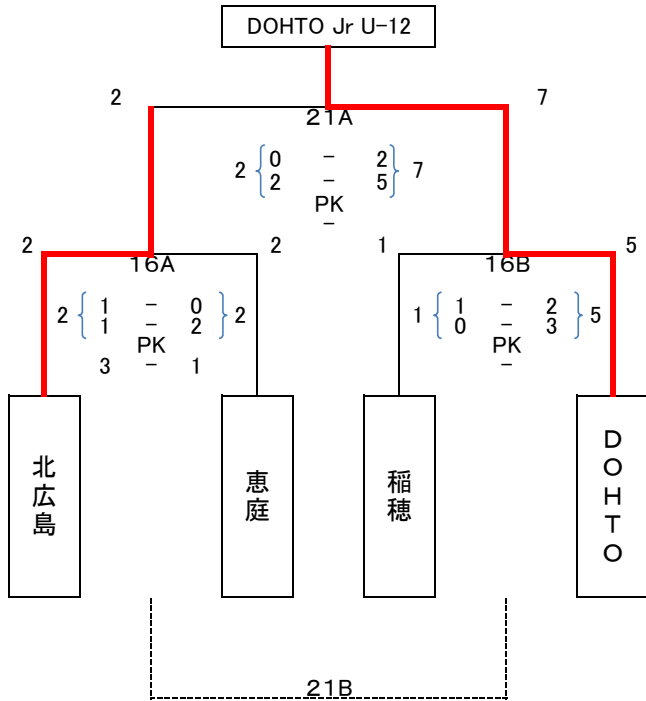 DOHTO Jr U-12
2 7
21A
2 0 - 2 7
2 - 5
PK
-
2 2 1 5
16A 16B
2 1 - 0 2 1 1 - 2 5
1 - 2 0 - 3
PK PK
3 - 1 -
北広島 恵庭 稲穂 DOHTO
21B